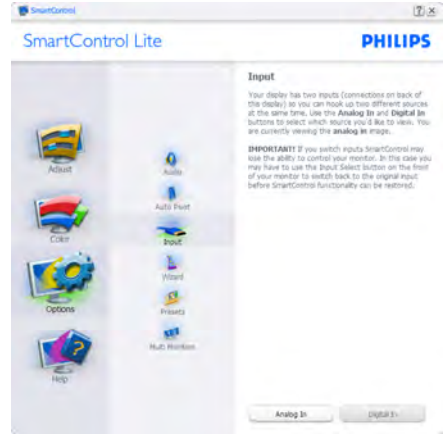 SmartControl
SmartControl Lite
PHILIPS
Adjust
Color
Options
Help
Audio
Auto Pivot
Input
Wizard
Presets
Multi Monitors
Input
Your display has two inputs (connections on back of
the display) so you can hook up two different sources
at the same time. Use the Analog In and Digital In
buttons to select which source you'd like to view. You
are currently viewing the analog in image.
IMPORTANT! If you switch inputs SmartControl may
lose the ability to control your monitor. In this case you
may have to use the Input Select button on the front
of your monitor to switch back to the original input
before SmartControl functionality can be restored.
Analog In
Digital In